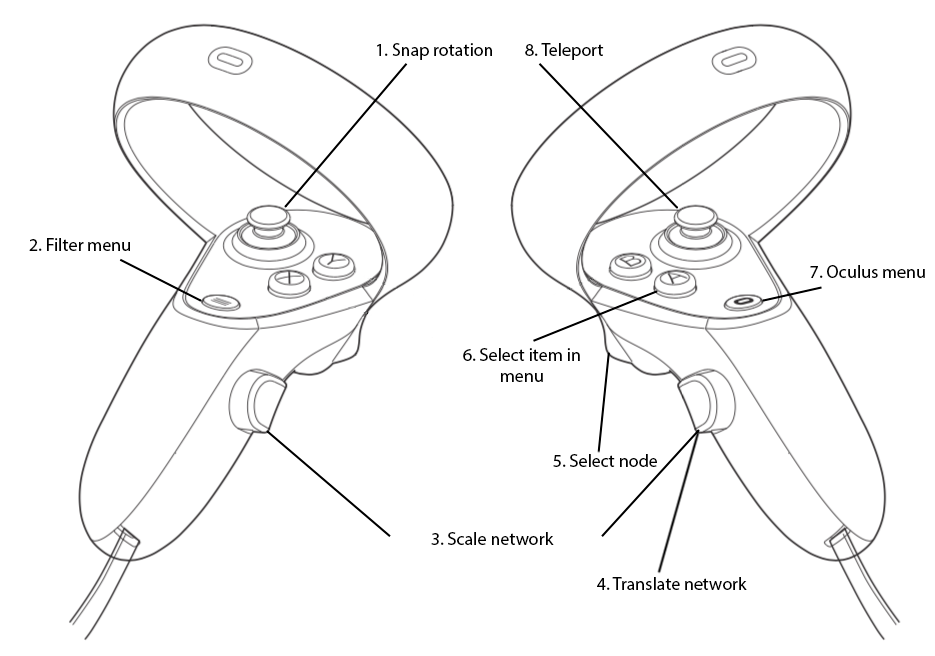 1. Snap rotation
8. Teleport
2. Filter menu
7. Oculus menu
X
Y
B
A
6. Select item in
menu
5. Select node
3. Scale network
4. Translate network